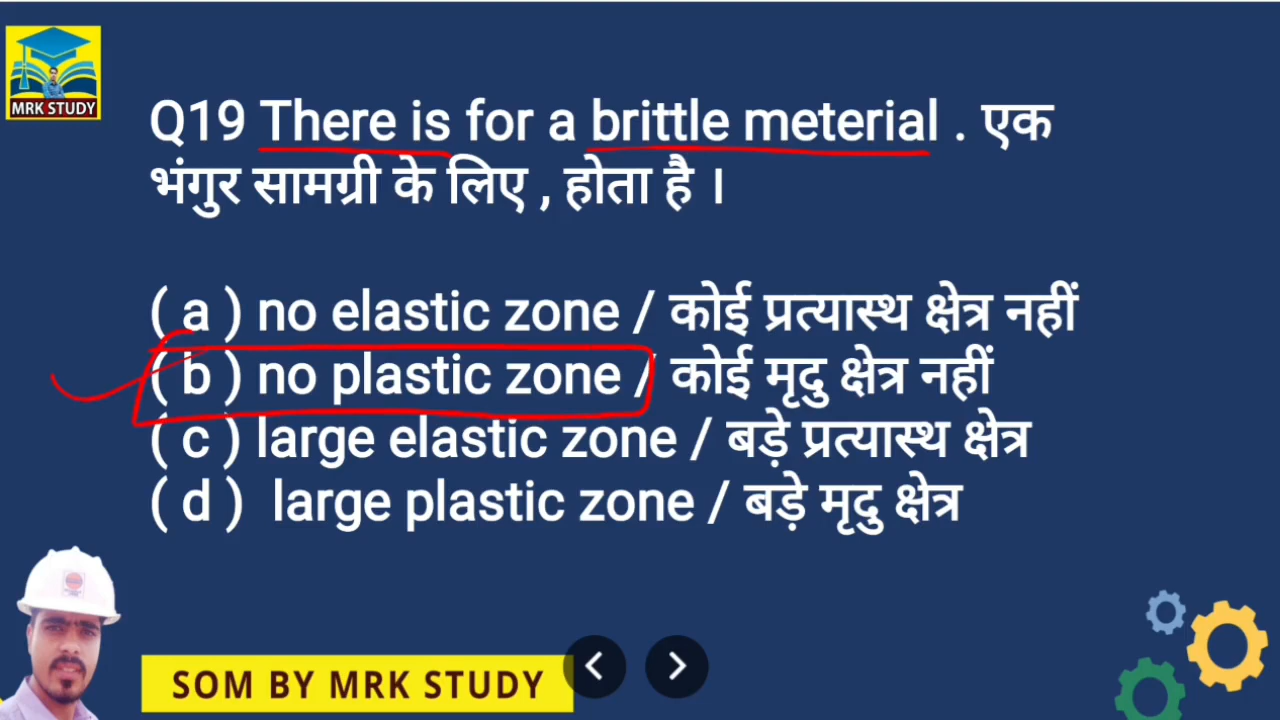 MRK STUDY
Q19 There is for a brittle meterial . एक
भंगुर सामग्री के लिए , होता है ।
( a ) no elastic zone / कोई प्रत्यास्थ क्षेत्र नहीं
( b ) no plastic zone / कोई मृदु क्षेत्र नहीं
( c ) large elastic zone / बड़े प्रत्यास्थ क्षेत्र
( d ) large plastic zone / बड़े मृदु क्षेत्र
SOM BY MRK STUDY